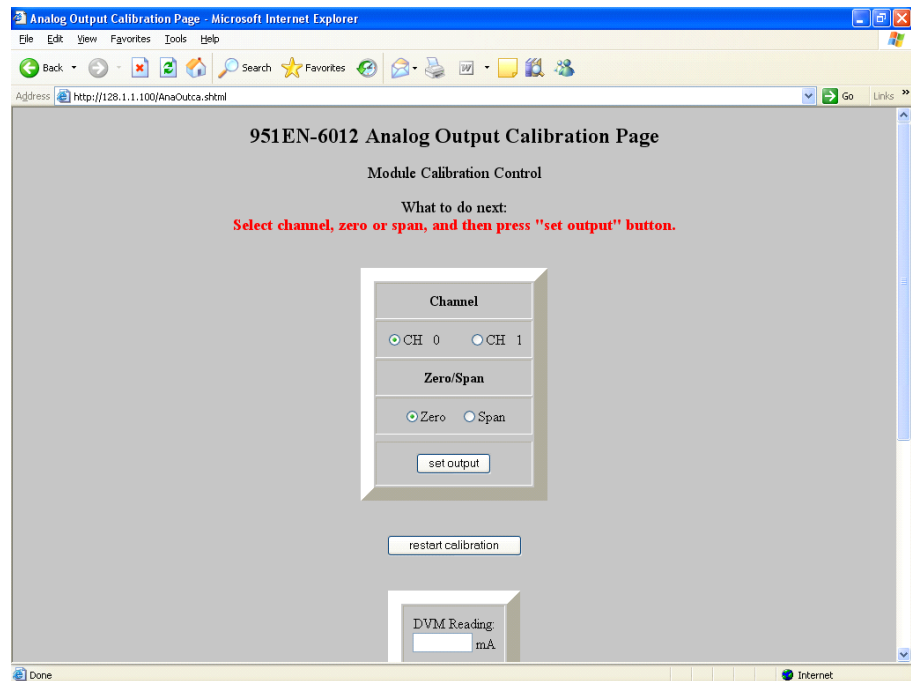 Analog Output Calibration Page - Microsoft Internet Explorer
File Edit View Favorites Tools Help
Back Search Favorites
Address http://128.1.1.100/AnaOutca.shtml Go Links »
951EN-6012 Analog Output Calibration Page
Module Calibration Control
What to do next:
Select channel, zero or span, and then press "set output" button.
Channel
CH 0 CH 1
Zero/Span
Zero Span
set output
restart calibration
DVM Reading:
mA
Done Internet